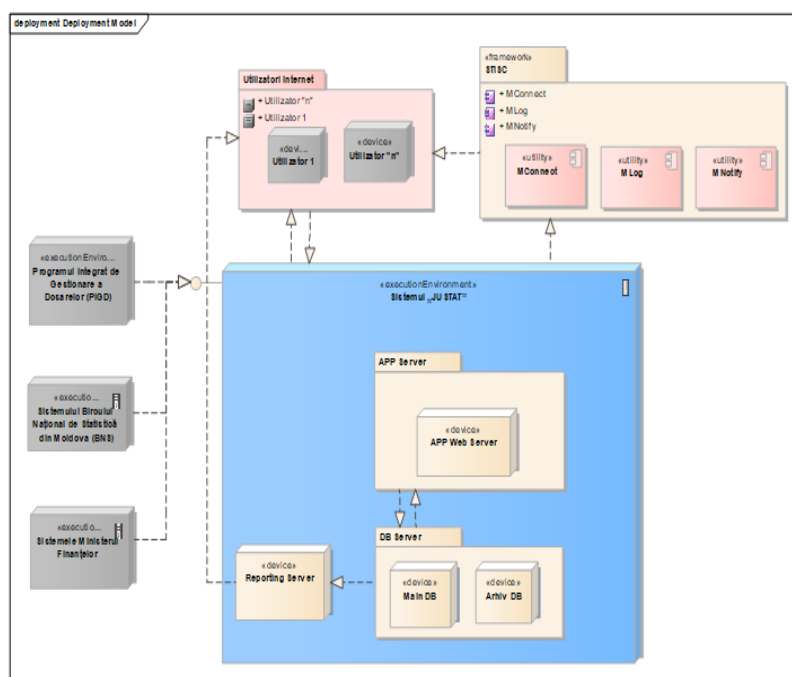 deployment Deployment Model
Utilizatori Internet
+ Utilizator "n"
+ Utilizator 1
«devi...
Utilizator 1
«device»
Utilizator "n"
«framework»
STISC
+ MConnect
+ MLog
+ MNotify
«utility»
MConnect
«utility»
MLog
«utility»
MNotify
«executionEnviro...
Programul Integrat de
Gestionare a
Dosarelor (PIGD)
«executio...
Sistemului Biroului
Național de Statistică
din Moldova (BNS)
«executio...
Sistemele Ministerul
Finanțelor
«executionEnvironment»
Sistemul „JUSTAT”
APP Server
«device»
APP Web Server
DB Server
«device»
Main DB
«device»
Arhiv DB
«device»
Reporting Server